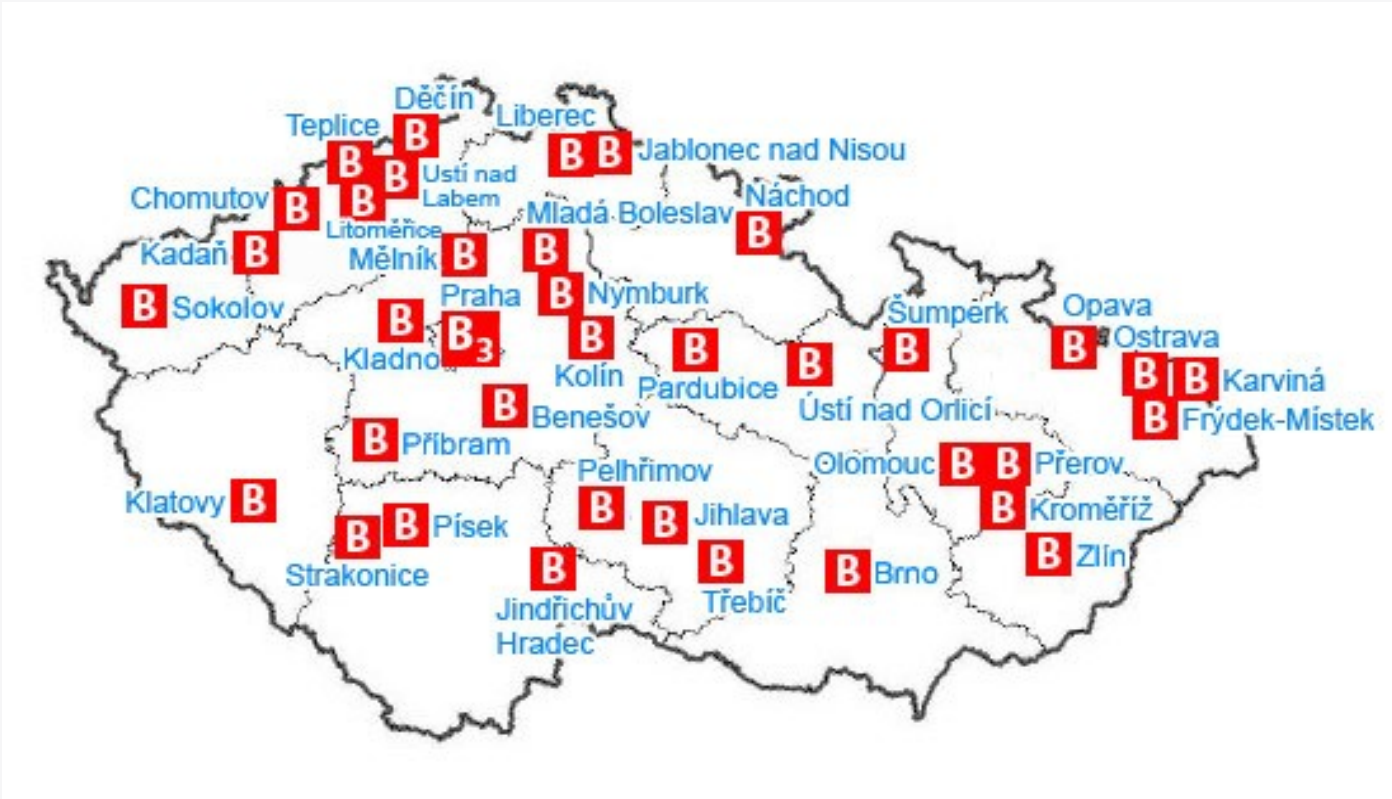 Děčín
Liberec
Teplice
B
B B Jablonec nad Nisou
B
B Ustí nad
Labem
Chomutov B
B
Litoměřice
Náchod
B
Mladá Boleslav
B
Kadaň B
Mělník B
Sokolov
B
Praha
B3
B Nymburk
Kladno
B
B
Kolín
Pardubice
B
B
Ústí nad Orlicí
Šumperk
B
Opava
B
Ostrava
B B Karviná
B Frýdek-Místek
B Benešov
B Příbram
Olomouc B B Přerov
Pelhřimov
B
Klatovy B
B Písek
B Jihlava
B Kroměříž
B
Strakonice
B
Jindřichův
Hradec
B
Třebíč
B Brno
B Zlín